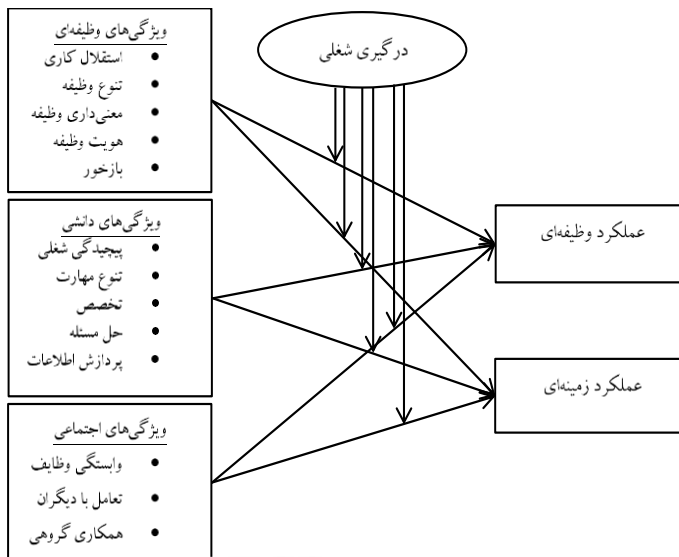 ویژگی‌های وظیفه‌ای
استقلال کاری
تنوع وظیفه
معنی‌داری وظیفه
هویت وظیفه
بازخور
درگیری شغلی
ویژگی‌های دانشی
پیچیدگی شغلی
تنوع مهارت
تخصص
حل مسئله
پردازش اطلاعات
ویژگی‌های اجتماعی
وابستگی وظایف
تعامل با دیگران
همکاری گروهی
عملکرد وظیفه‌ای
عملکرد زمینه‌ای